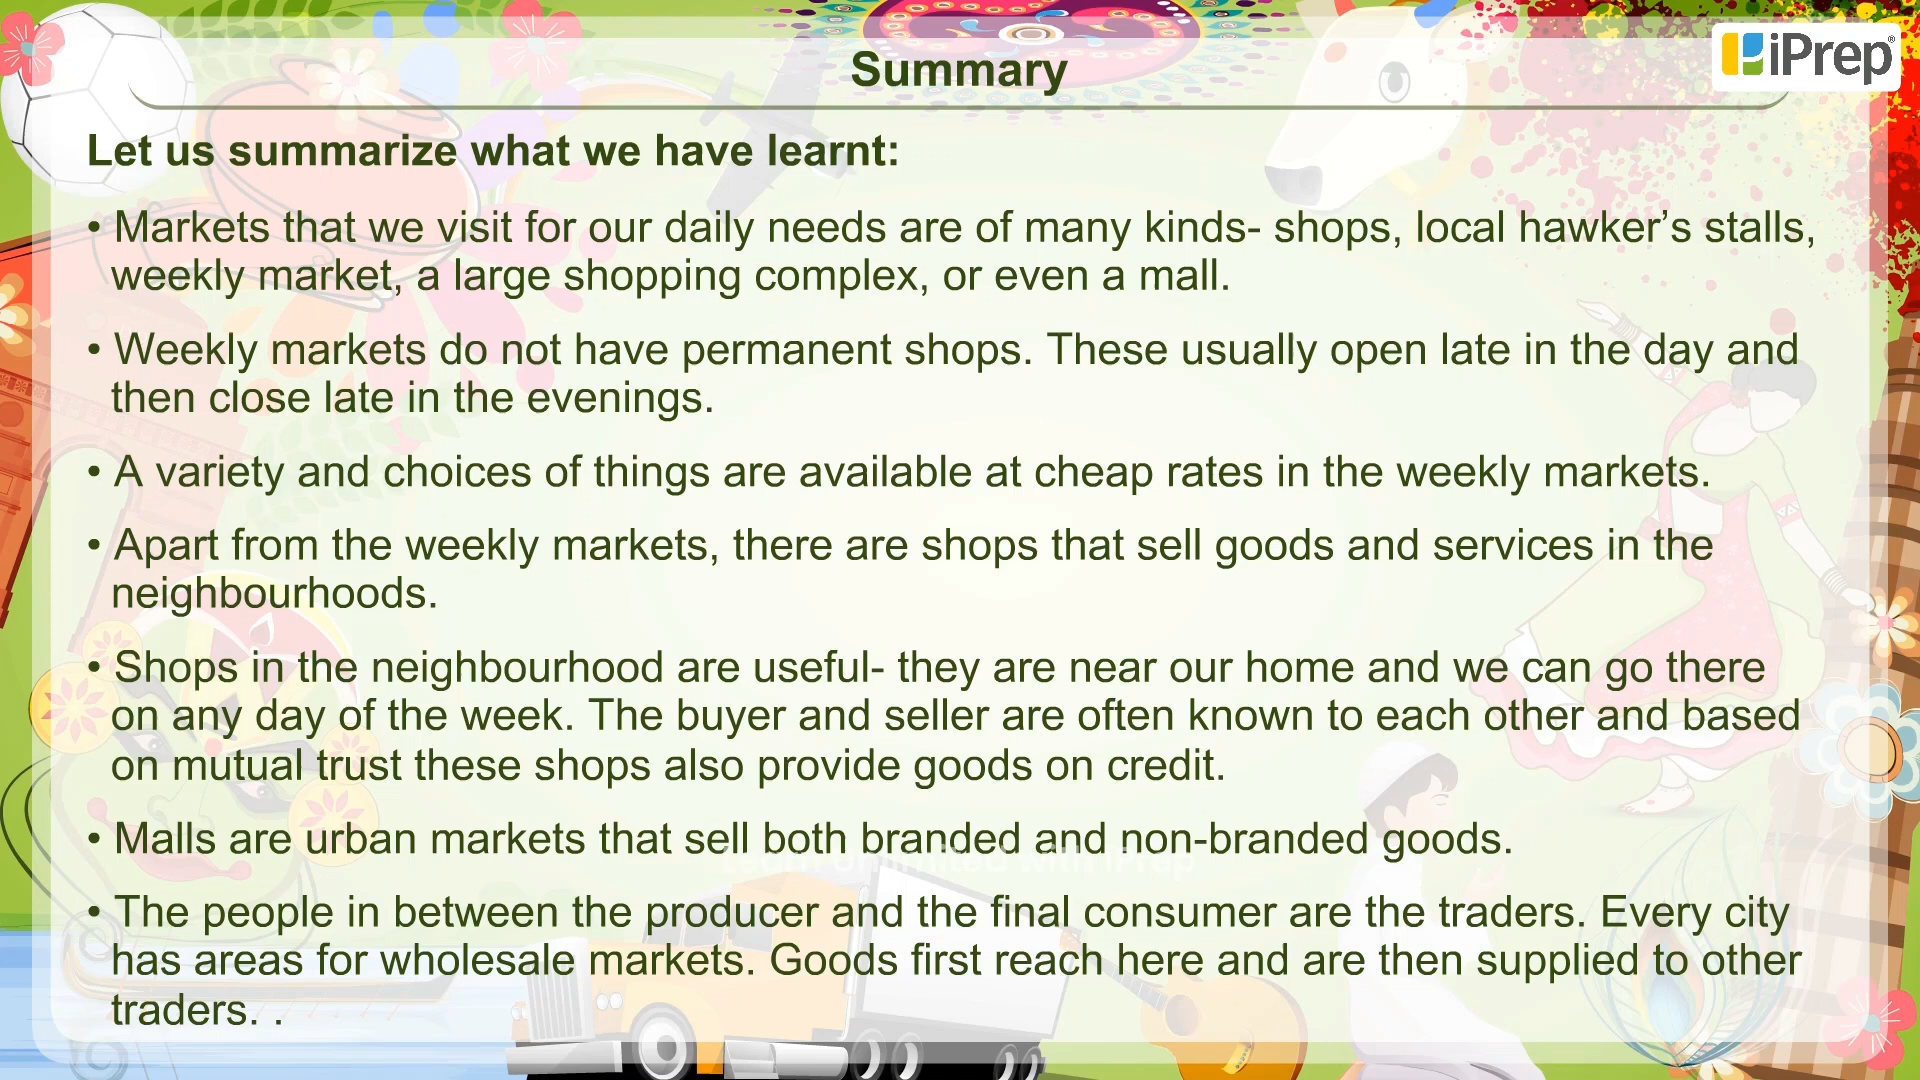 Summary
iPrep®
Let us summarize what we have learnt:
• Markets that we visit for our daily needs are of many kinds- shops, local hawker’s stalls,
weekly market, a large shopping complex, or even a mall.
• Weekly markets do not have permanent shops. These usually open late in the day and
then close late in the evenings.
• A variety and choices of things are available at cheap rates in the weekly markets.
• Apart from the weekly markets, there are shops that sell goods and services in the
neighbourhoods.
• Shops in the neighbourhood are useful- they are near our home and we can go there
on any day of the week. The buyer and seller are often known to each other and based
on mutual trust these shops also provide goods on credit.
• Malls are urban markets that sell both branded and non-branded goods.
Learn Unlimited with iPrep
• The people in between the producer and the final consumer are the traders. Every city
has areas for wholesale markets. Goods first reach here and are then supplied to other
traders. .